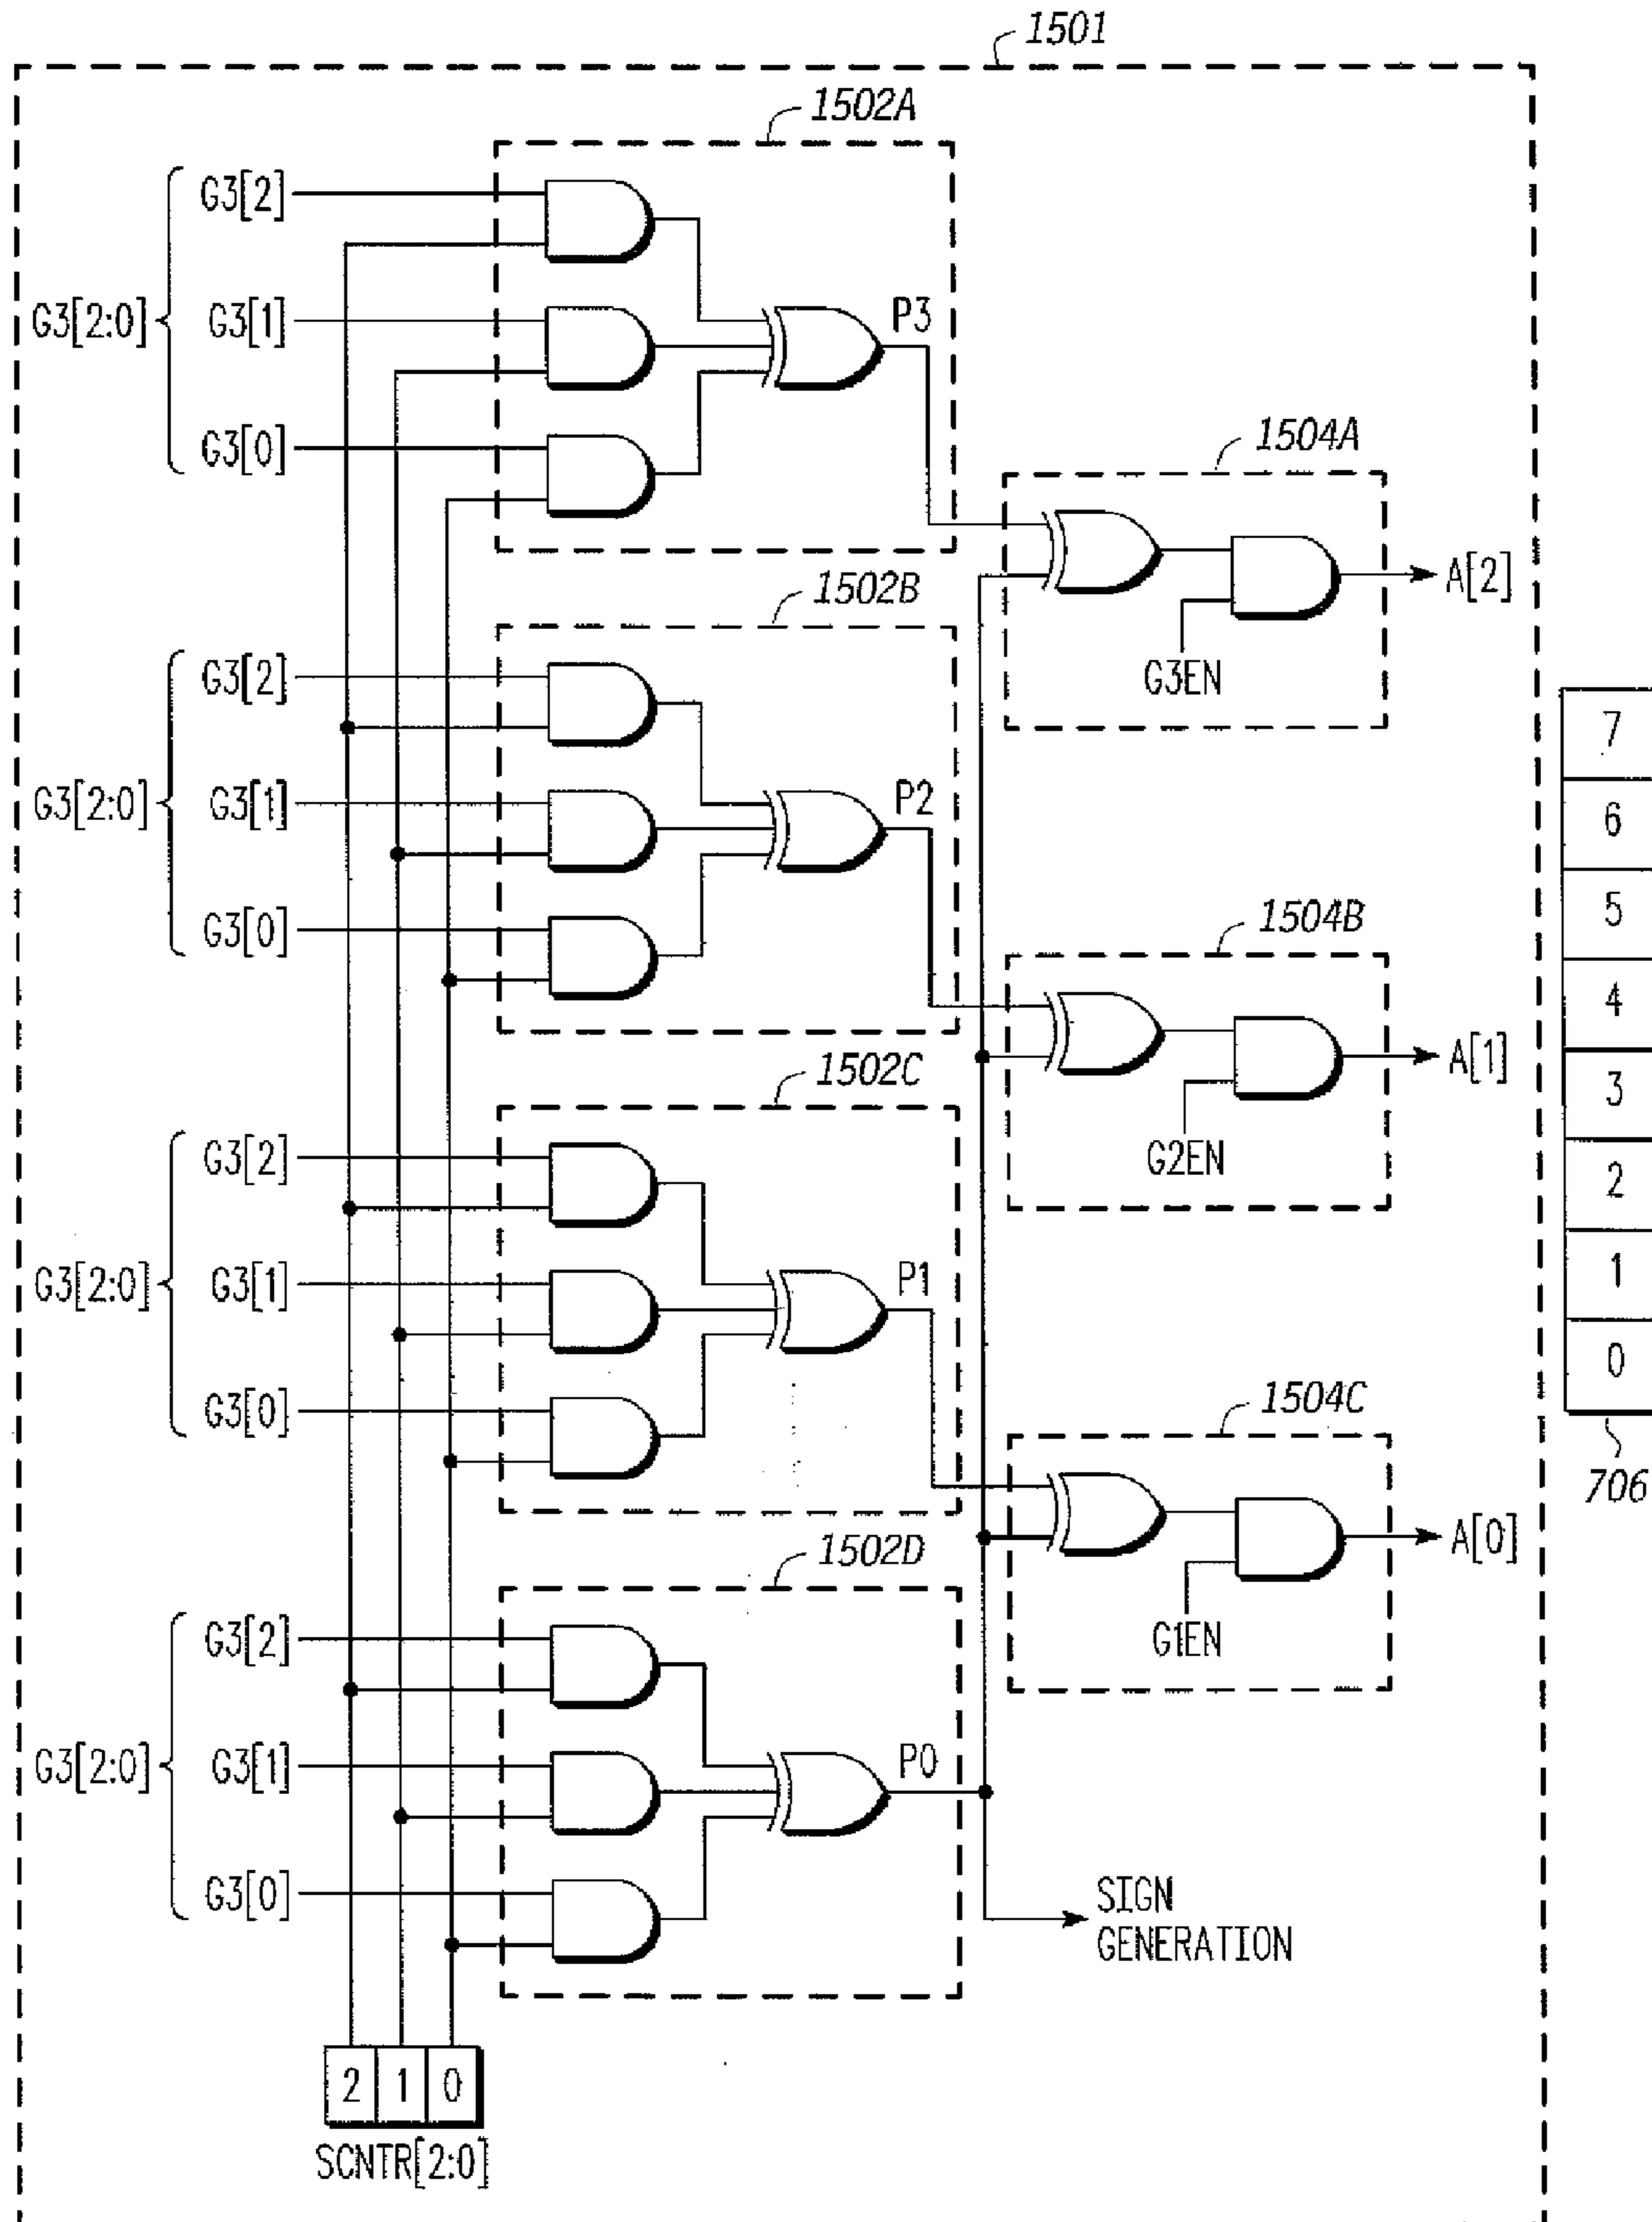 1501
1502A
G3[2]
G3[2:0]
G3[1]
P3
G3[0]
1504A
A[2]
G3EN
1502B
G3[2]
G3[2:0]
G3[1]
P2
G3[0]
1504B
A[1]
G2EN
1502C
G3[2]
G3[2:0]
G3[1]
P1
G3[0]
1504C
A[0]
G1EN
1502D
G3[2]
G3[2:0]
G3[1]
P0
G3[0]
SIGN
GENERATION
2 1 0
SCNTR[2:0]
7
6
5
4
3
2
1
0
706